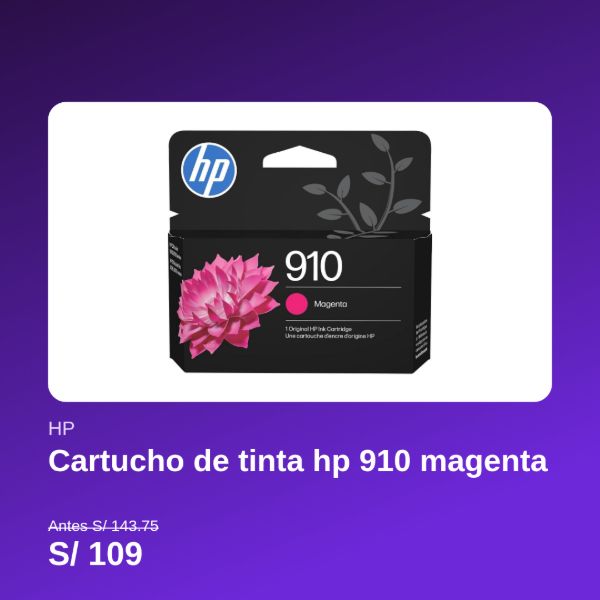 hp
910
Magenta
1 Original HP Ink Cartridge
Une cartouche d'encre d'origine HP
HP
Cartucho de tinta hp 910 magenta
Antes S/ 143.75
S/ 109